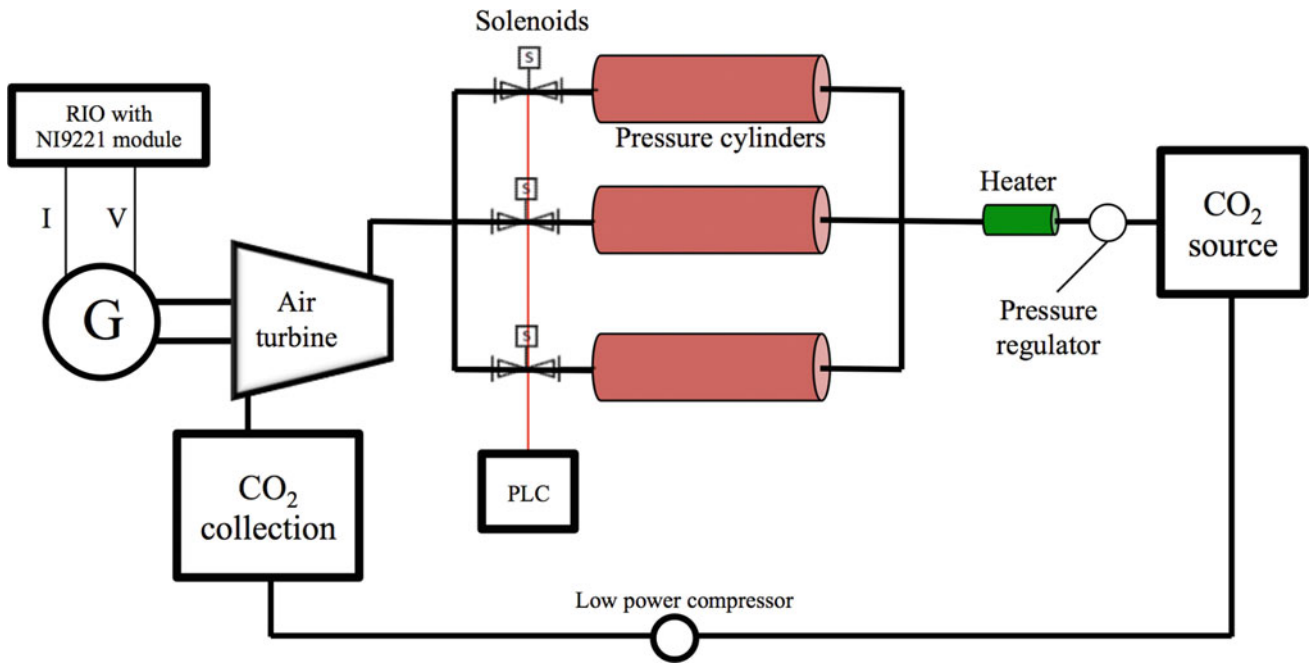 Solenoids
S
RIO with
NI9221 module
Pressure cylinders
I
V
S
Heater
CO₂
source
Air
turbine
G
Pressure
regulator
S
PLC
CO₂
collection
Low power compressor